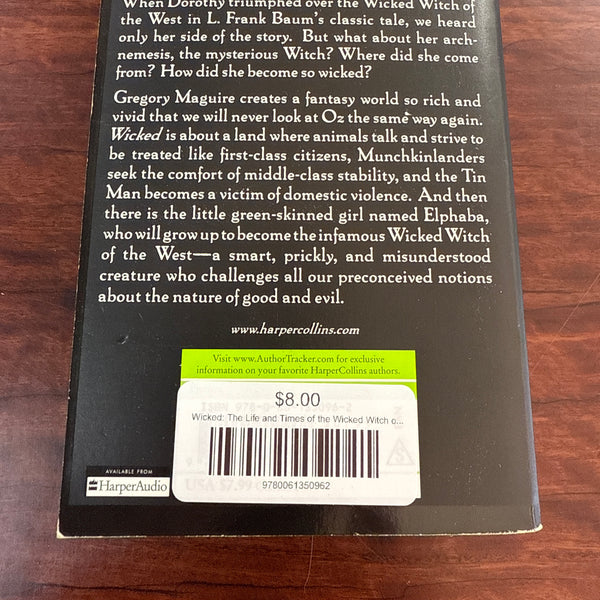 When Dorothy triumphed over the Wicked Witch of
the West in L. Frank Baum's classic tale, we heard
only her side of the story. But what about her arch-
nemesis, the mysterious Witch? Where did she come
from? How did she become so wicked?
Gregory Maguire creates a fantasy world so rich and
vivid that we will never look at Oz the same way again.
Wicked is about a land where animals talk and strive to
be treated like first-class citizens, Munchkinlanders
seek the comfort of middle-class stability, and the Tin
Man becomes a victim of domestic violence. And then
there is the little green-skinned girl named Elphaba,
who will grow up to become the infamous Wicked Witch
of the West—a smart, prickly, and misunderstood
creature who challenges all our preconceived notions
about the nature of good and evil.
www.harpercollins.com
Visit www.AuthorTracker.com for exclusive
information on your favorite HarperCollins authors.
$8.00
Wicked: The Life and Times of the Wicked Witch o...
9780061350962
AVAILABLE FROM
HarperAudio
USA $7.99